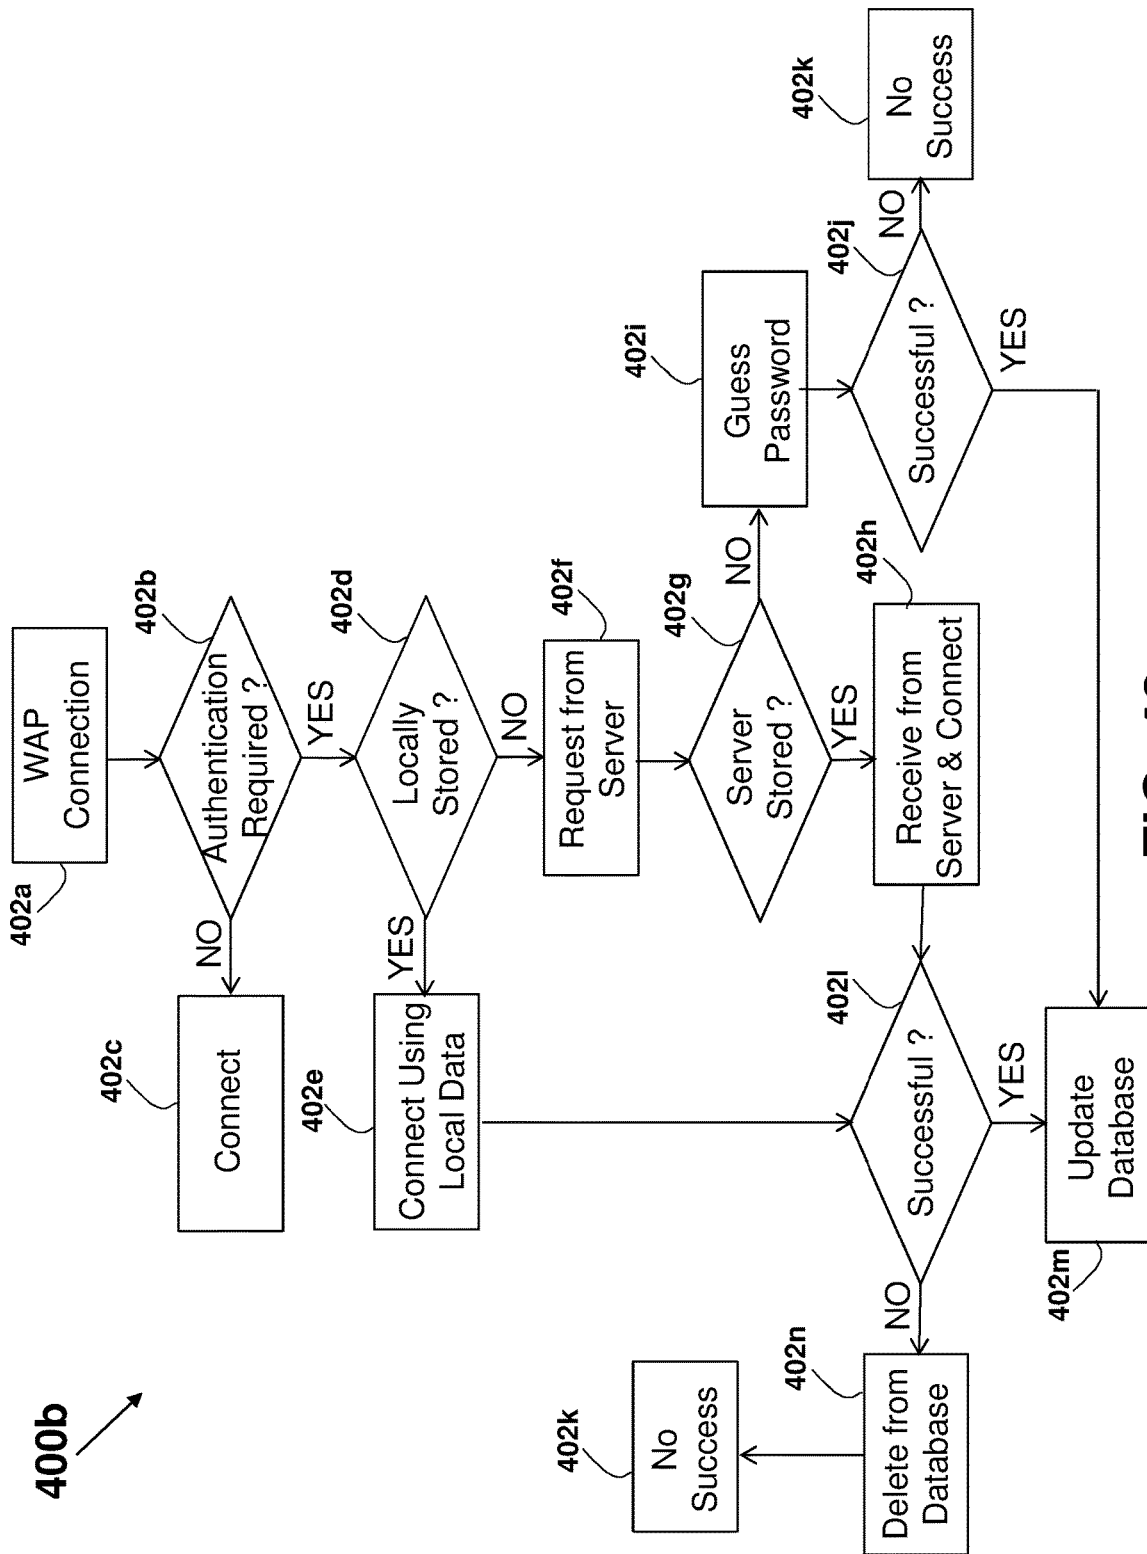 400b
402a
WAP
Connection
402b
Authentication
Required ?
NO
YES
402c
Connect
402d
Locally
Stored ?
YES
NO
402e
Connect Using
Local Data
402f
Request from
Server
402g
Server
Stored ?
NO
YES
402i
Guess
Password
402h
Receive from
Server & Connect
402j
Successful ?
NO
YES
402k
No
Success
402l
Successful ?
NO
YES
402n
Delete from
Database
402k
No
Success
402m
Update
Database